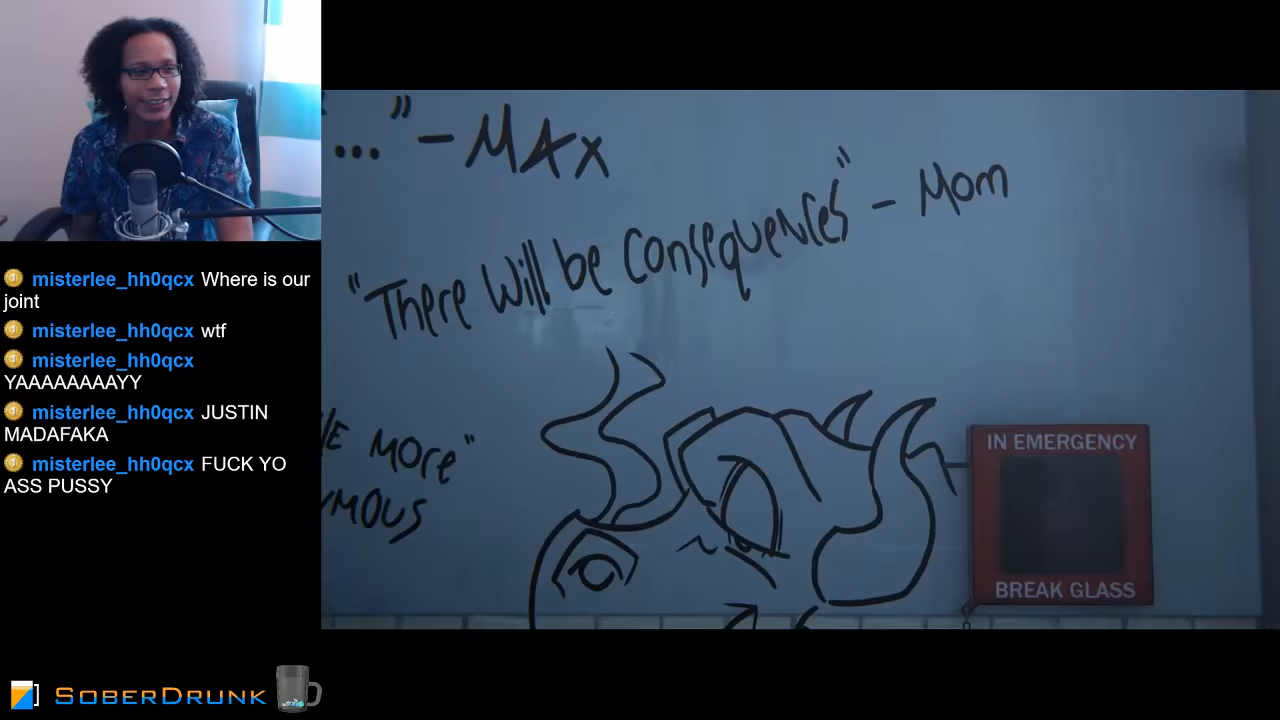 ..." - MAx
"There Will be Consequences" - Mom
misterlee_hh0qcx Where is our
joint
misterlee_hh0qcx wtf
misterlee_hh0qcx
YAAAAAAAAYY
misterlee_hh0qcx JUSTIN
MADAFAKA
misterlee_hh0qcx FUCK YO
ASS PUSSY
MOre"
IN EMERGENCY
BREAK GLASS
SOBERDRUNK